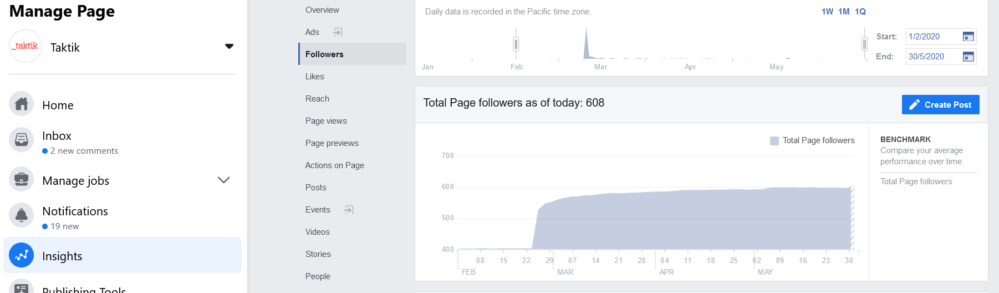 Manage Page
_taktik
Taktik
Home
Inbox
2 new comments
Manage jobs
Notifications
19 new
Insights
Publishing Tools
Overview
Ads
Followers
Likes
Reach
Page views
Page previews
Actions on Page
Posts
Events
Videos
Stories
People
Daily data is recorded in the Pacific time zone.
1W 1M 1Q
Start: 1/2/2020
End: 30/5/2020
Jan Feb Mar Apr May
Total Page followers as of today: 608
Create Post
Total Page followers
700
600
500
400
08 15 22 29 07 14 21 28 04 11 18 25 02 09 16 23 30
FEB MAR APR MAY
BENCHMARK
Compare your average
performance over time.
Total Page followers